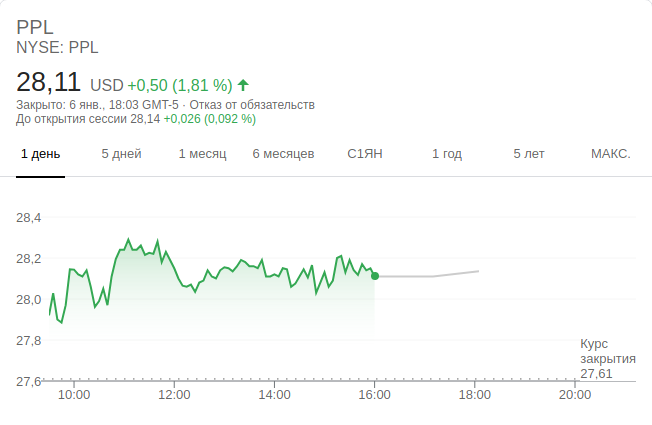 PPL
NYSE: PPL
28,11 USD +0,50 (1,81 %)
Закрыто: 6 янв., 18:03 GMT-5 · Отказ от обязательств
До открытия сессии 28,14 +0,026 (0,092 %)
1 день 5 дней 1 месяц 6 месяцев С1ЯН 1 год 5 лет МАКС.
28,4
28,2
28,0
27,8
27,6
Курс
закрытия
27,61
10:00 12:00 14:00 16:00 18:00 20:00